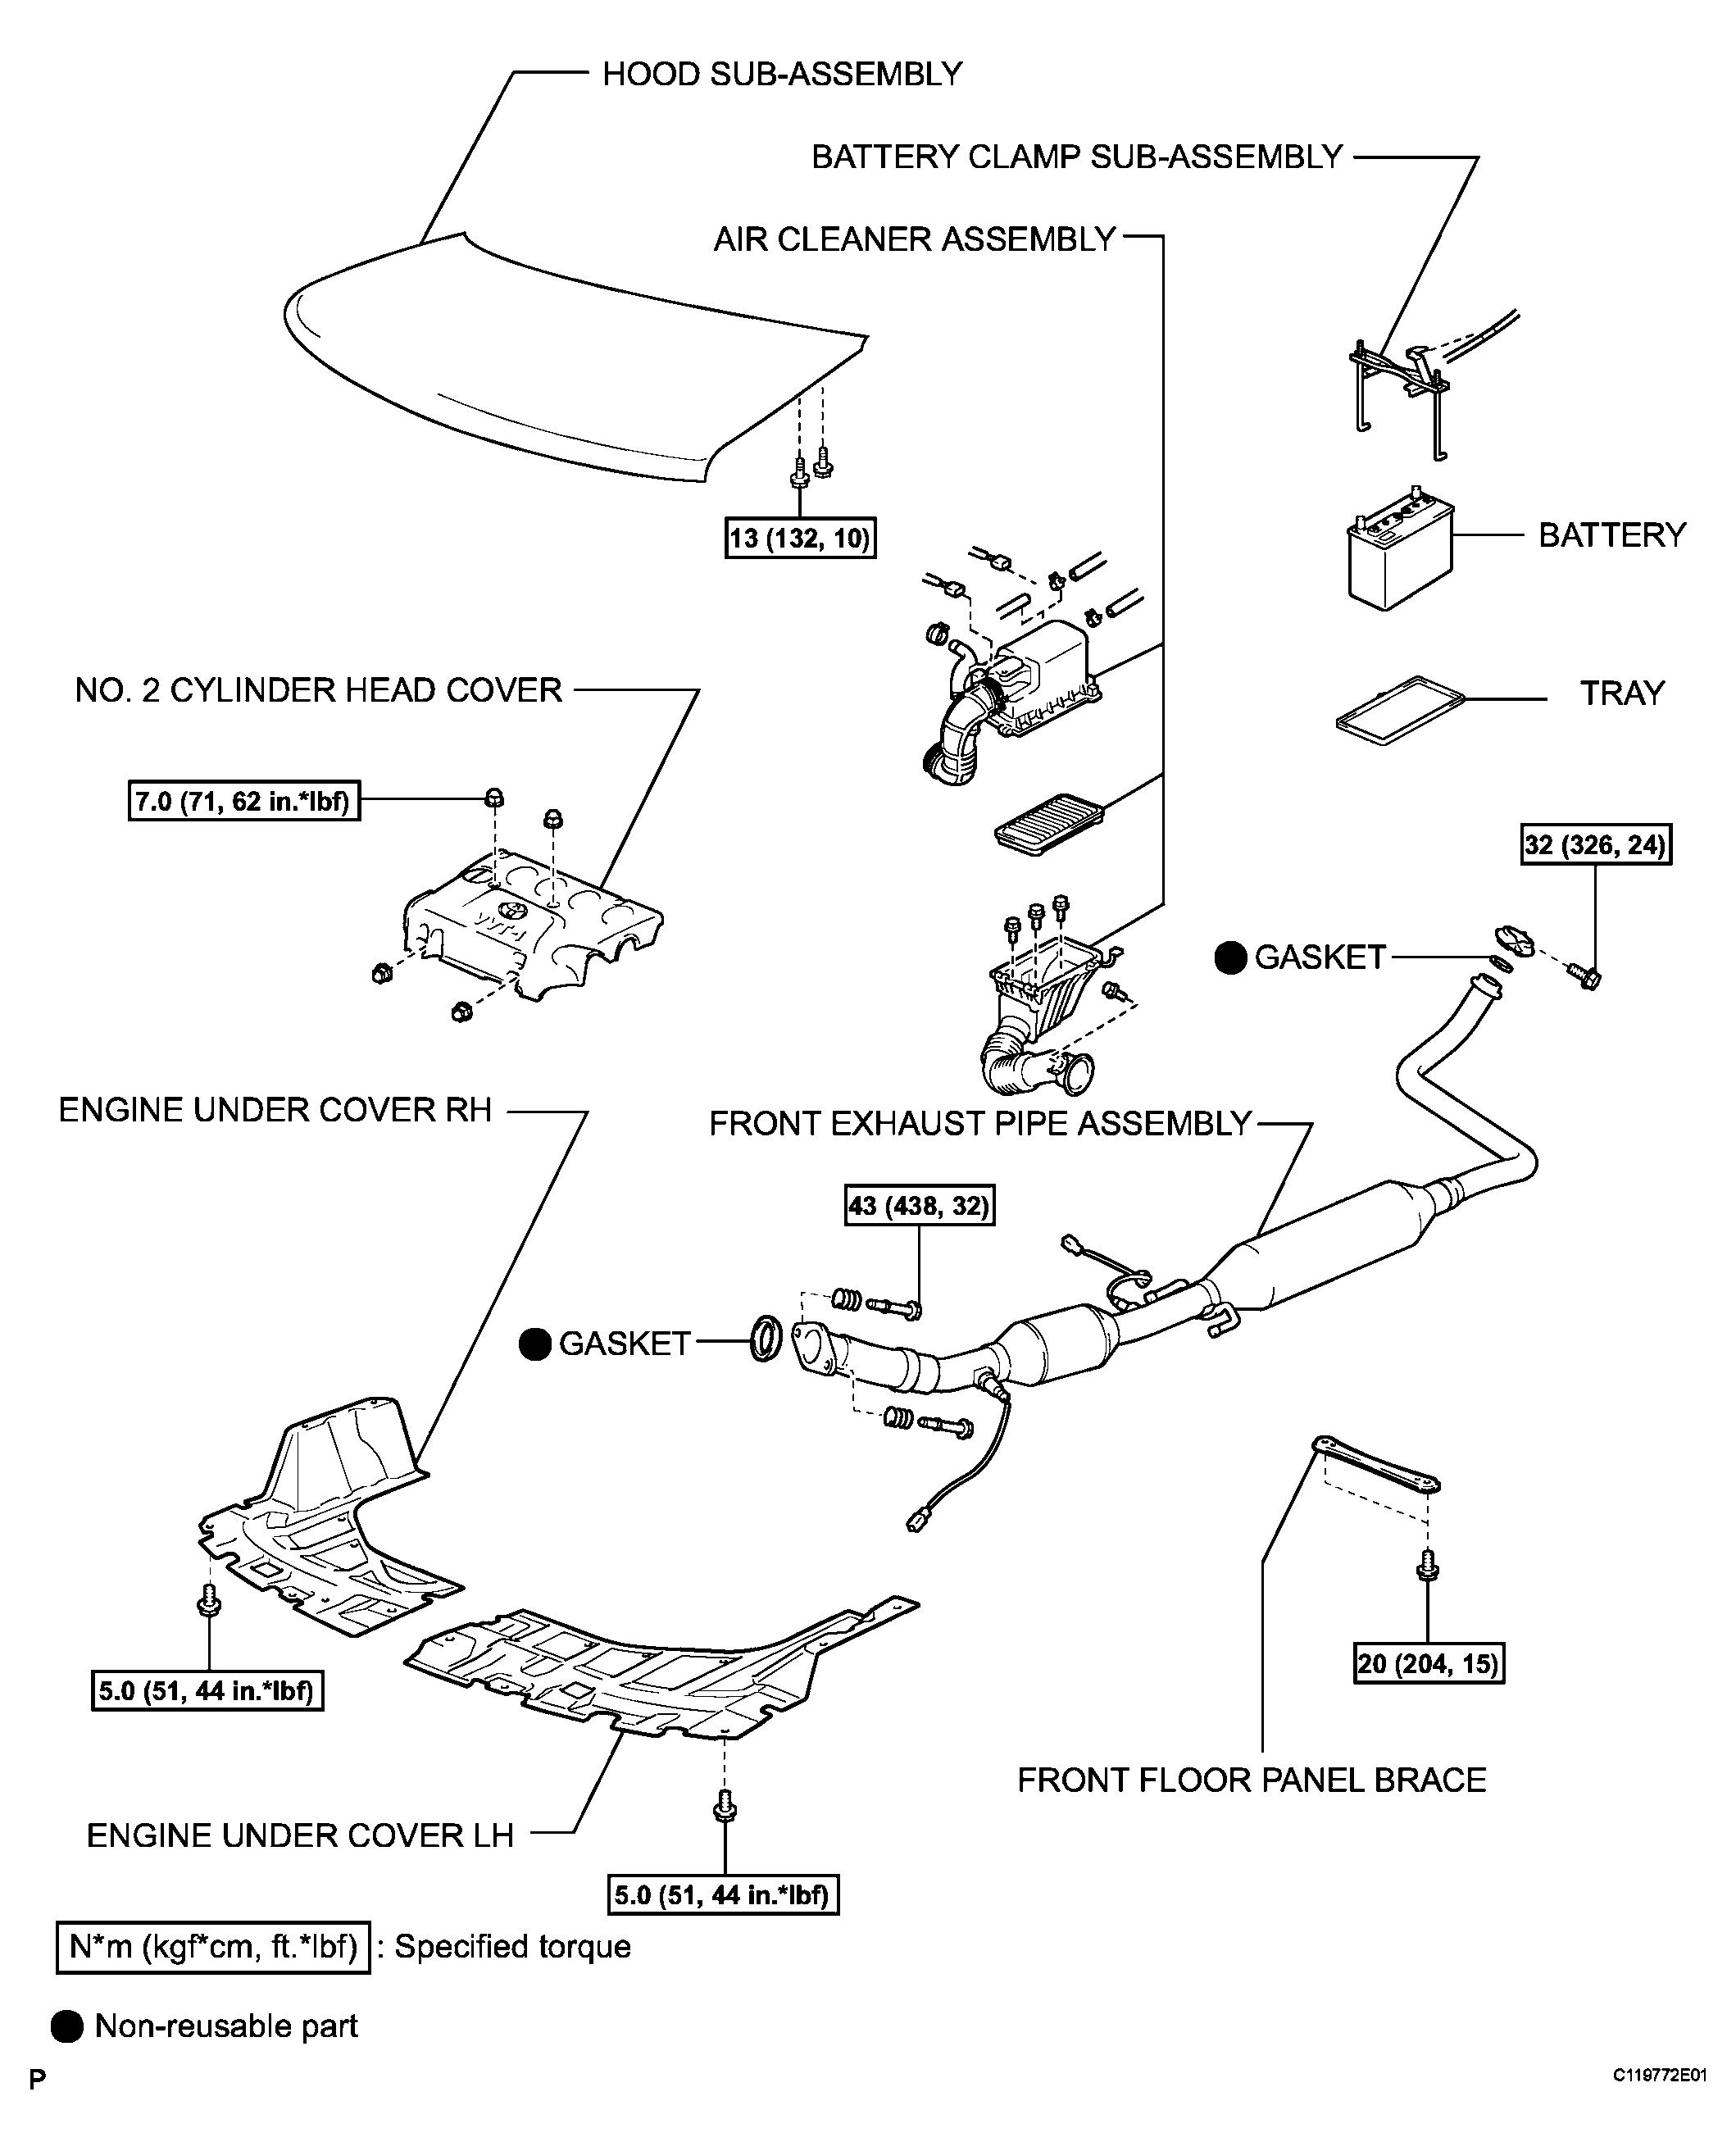 HOOD SUB-ASSEMBLY
BATTERY CLAMP SUB-ASSEMBLY
AIR CLEANER ASSEMBLY
13 (132, 10)
BATTERY
NO. 2 CYLINDER HEAD COVER
TRAY
7.0 (71, 62 in.*lbf)
32 (326, 24)
VVT-i
GASKET
ENGINE UNDER COVER RH
FRONT EXHAUST PIPE ASSEMBLY
43 (438, 32)
GASKET
20 (204, 15)
5.0 (51, 44 in.*lbf)
FRONT FLOOR PANEL BRACE
ENGINE UNDER COVER LH
5.0 (51, 44 in.*lbf)
N*m (kgf*cm, ft.*lbf) : Specified torque
Non-reusable part
P
C119772E01